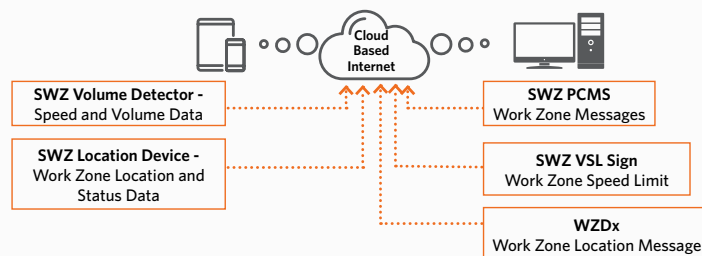 Cloud
Based
Internet
SWZ Volume Detector -
Speed and Volume Data
SWZ Location Device -
Work Zone Location and
Status Data
SWZ PCMS
Work Zone Messages
SWZ VSL Sign
Work Zone Speed Limit
WZDx
Work Zone Location Message